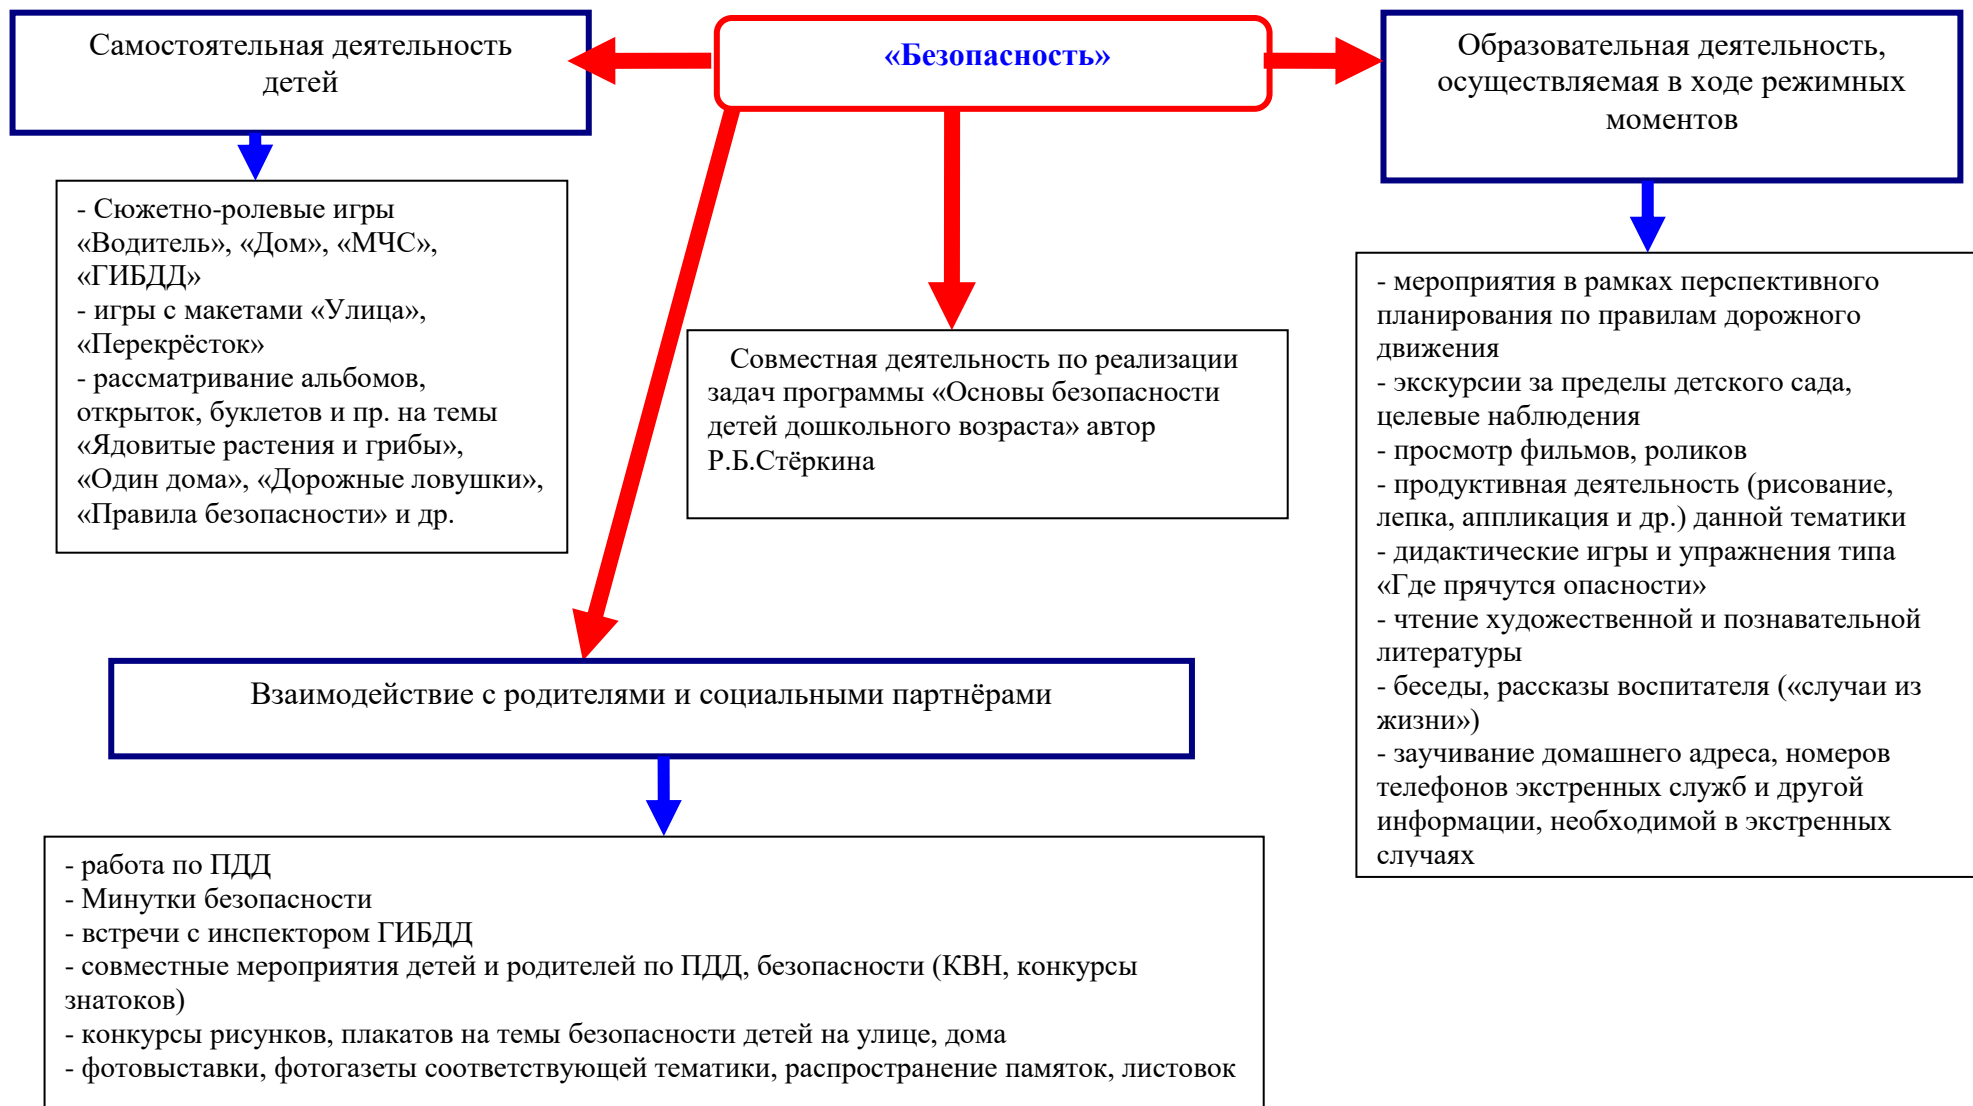 Самостоятельная деятельность
детей
«Безопасность»
Образовательная деятельность,
осуществляемая в ходе режимных
моментов
- Сюжетно-ролевые игры
«Водитель», «Дом», «МЧС»,
«ГИБДД»
- игры с макетами «Улица»,
«Перекрёсток»
- рассматривание альбомов,
открыток, буклетов и пр. на темы
«Ядовитые растения и грибы»,
«Один дома», «Дорожные ловушки»,
«Правила безопасности» и др.
Совместная деятельность по реализации
задач программы «Основы безопасности
детей дошкольного возраста» автор
Р.Б.Стёркина
- мероприятия в рамках перспективного
планирования по правилам дорожного
движения
- экскурсии за пределы детского сада,
целевые наблюдения
- просмотр фильмов, роликов
- продуктивная деятельность (рисование,
лепка, аппликация и др.) данной тематики
- дидактические игры и упражнения типа
«Где прячутся опасности»
- чтение художественной и познавательной
литературы
- беседы, рассказы воспитателя («случаи из
жизни»)
- заучивание домашнего адреса, номеров
телефонов экстренных служб и другой
информации, необходимой в экстренных
случаях
Взаимодействие с родителями и социальными партнёрами
- работа по ПДД
- Минутки безопасности
- встречи с инспектором ГИБДД
- совместные мероприятия детей и родителей по ПДД, безопасности (КВН, конкурсы
знатоков)
- конкурсы рисунков, плакатов на темы безопасности детей на улице, дома
- фотовыставки, фотогазеты соответствующей тематики, распространение памяток, листовок